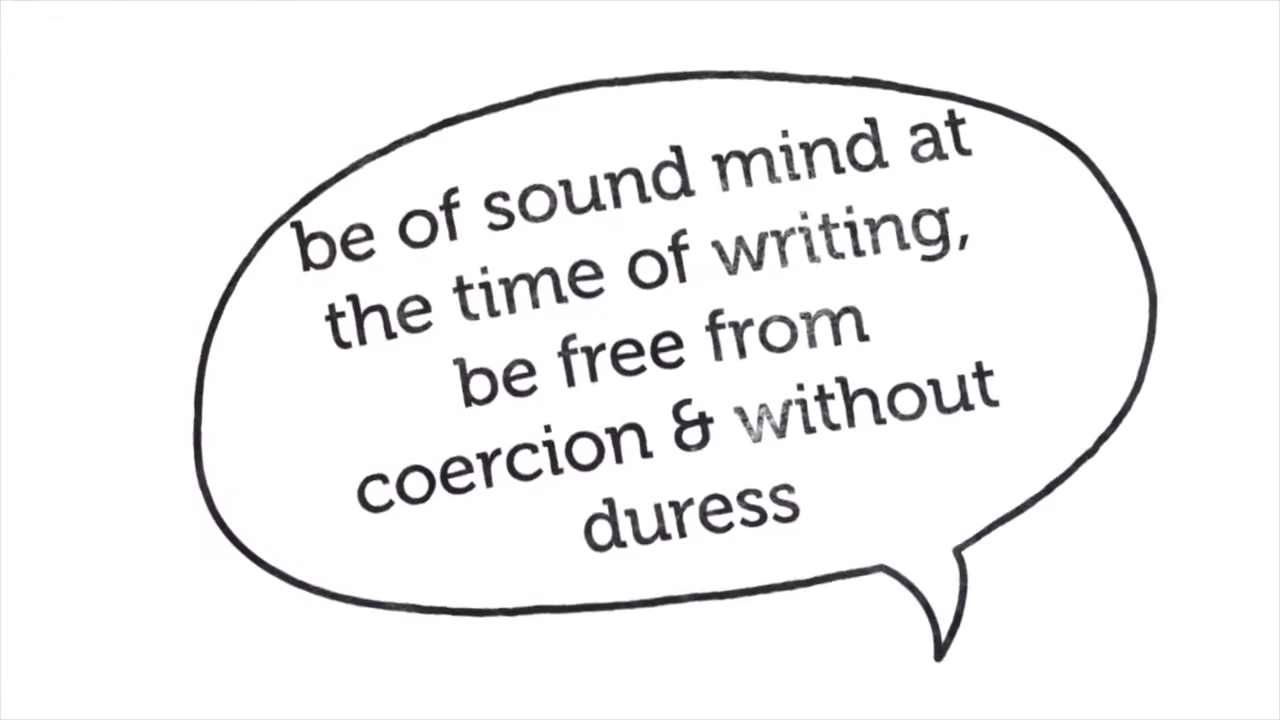 be of sound mind at
the time of writing,
be free from
coercion & without
duress